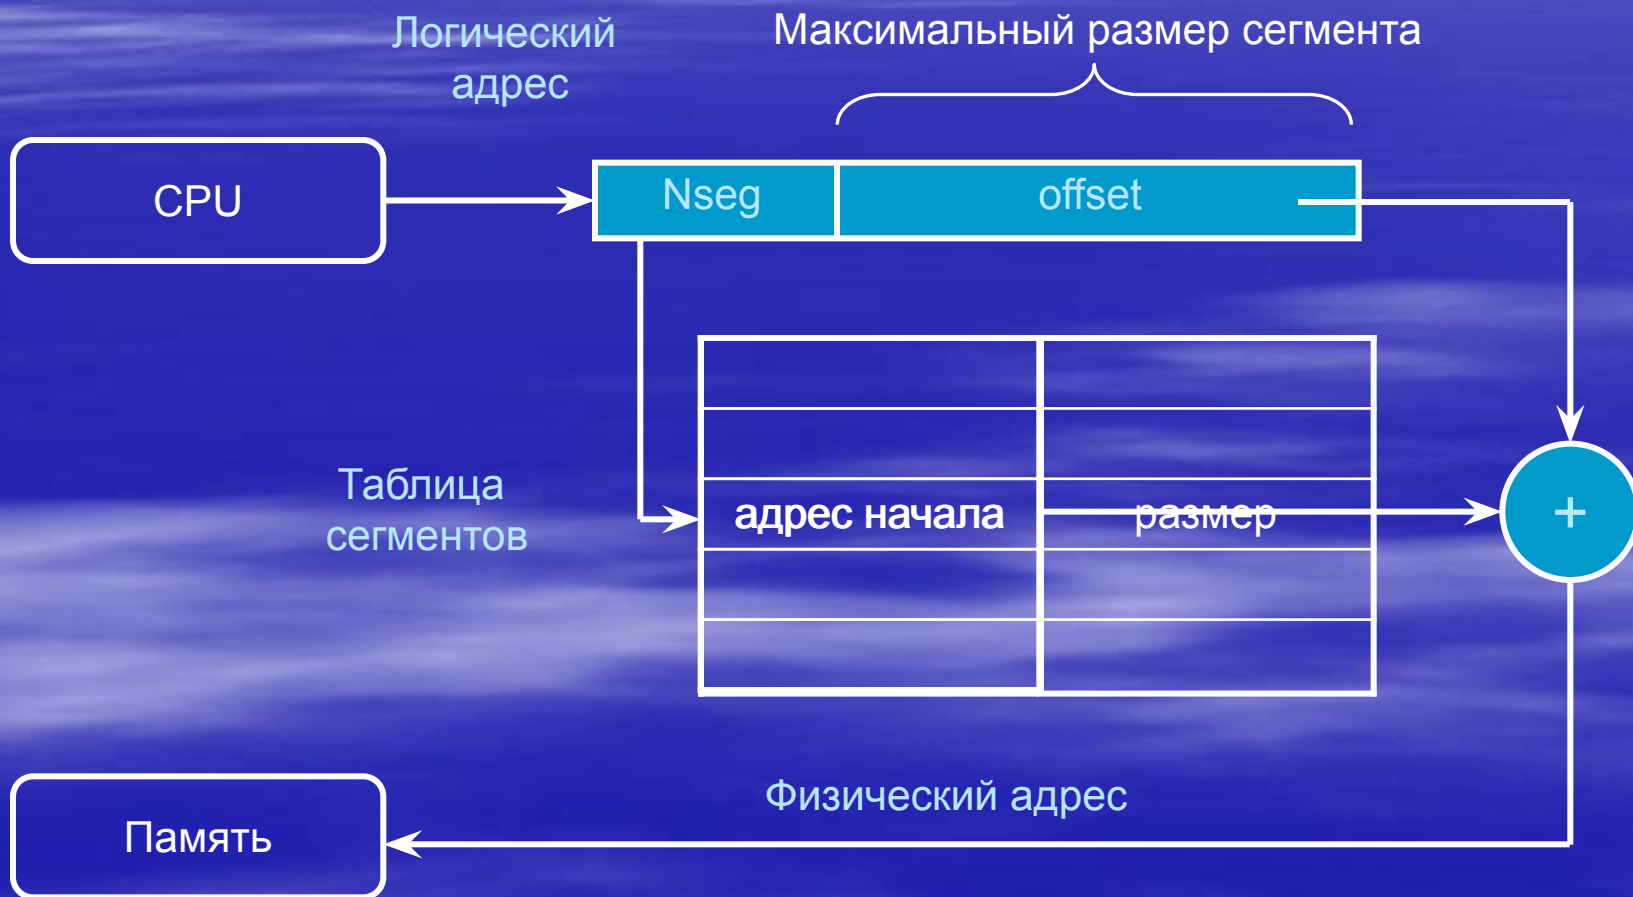 Логический
адрес
Максимальный размер сегмента
CPU
Nseg
offset
Таблица
сегментов
адрес начала
размер
+
Физический адрес
Память